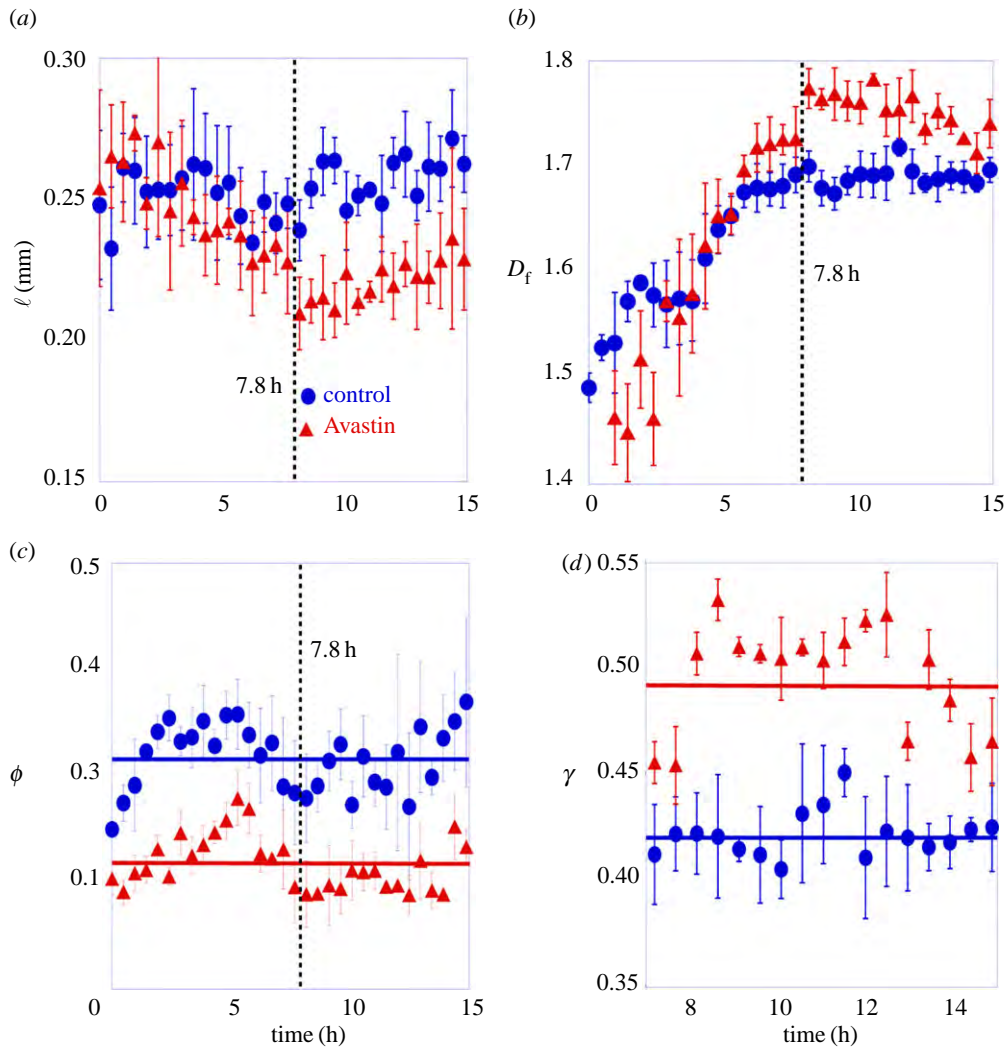 (a)
0.30
0.25
ℓ (mm)
0.20
7.8 h
control
Avastin
0.15
0 5 10 15
(b)
1.8
1.7
Df
1.6
7.8 h
1.5
1.4
0 5 10 15
(c)
0.5
7.8 h
0.4
0.3
ϕ
0.1
0 5 10 15
time (h)
(d)
0.55
0.50
0.45
γ
0.40
0.35
8 10 12 14
time (h)